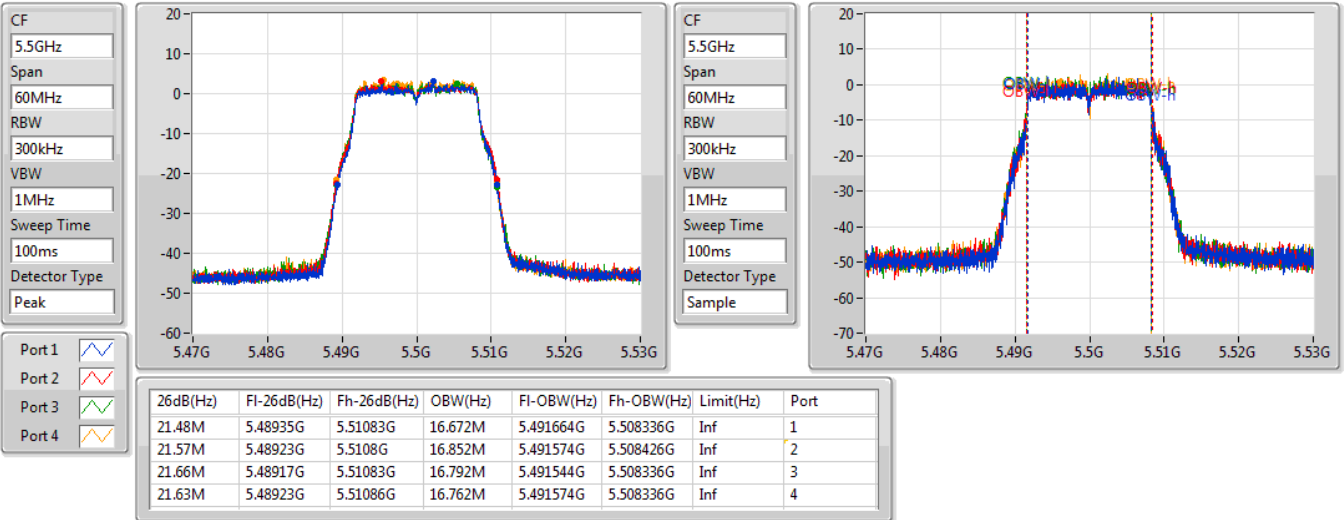 CF
5.5GHz
Span
60MHz
RBW
300kHz
VBW
1MHz
Sweep Time
100ms
Detector Type
Peak
20
10
0
-10
-20
-30
-40
-50
-60
5.47G 5.48G 5.49G 5.5G 5.51G 5.52G 5.53G
CF
5.5GHz
Span
60MHz
RBW
300kHz
VBW
1MHz
Sweep Time
100ms
Detector Type
Sample
20
10
0
-10
-20
-30
-40
-50
-60
-70
5.47G 5.48G 5.49G 5.5G 5.51G 5.52G 5.53G
Port 1
Port 2
Port 3
Port 4
26dB(Hz) Fl-26dB(Hz) Fh-26dB(Hz) OBW(Hz) Fl-OBW(Hz) Fh-OBW(Hz) Limit(Hz) Port
21.48M 5.48935G 5.51083G 16.672M 5.491664G 5.508336G Inf 1
21.57M 5.48923G 5.5108G 16.852M 5.491574G 5.508426G Inf 2
21.66M 5.48917G 5.51083G 16.792M 5.491544G 5.508336G Inf 3
21.63M 5.48923G 5.51086G 16.762M 5.491574G 5.508336G Inf 4